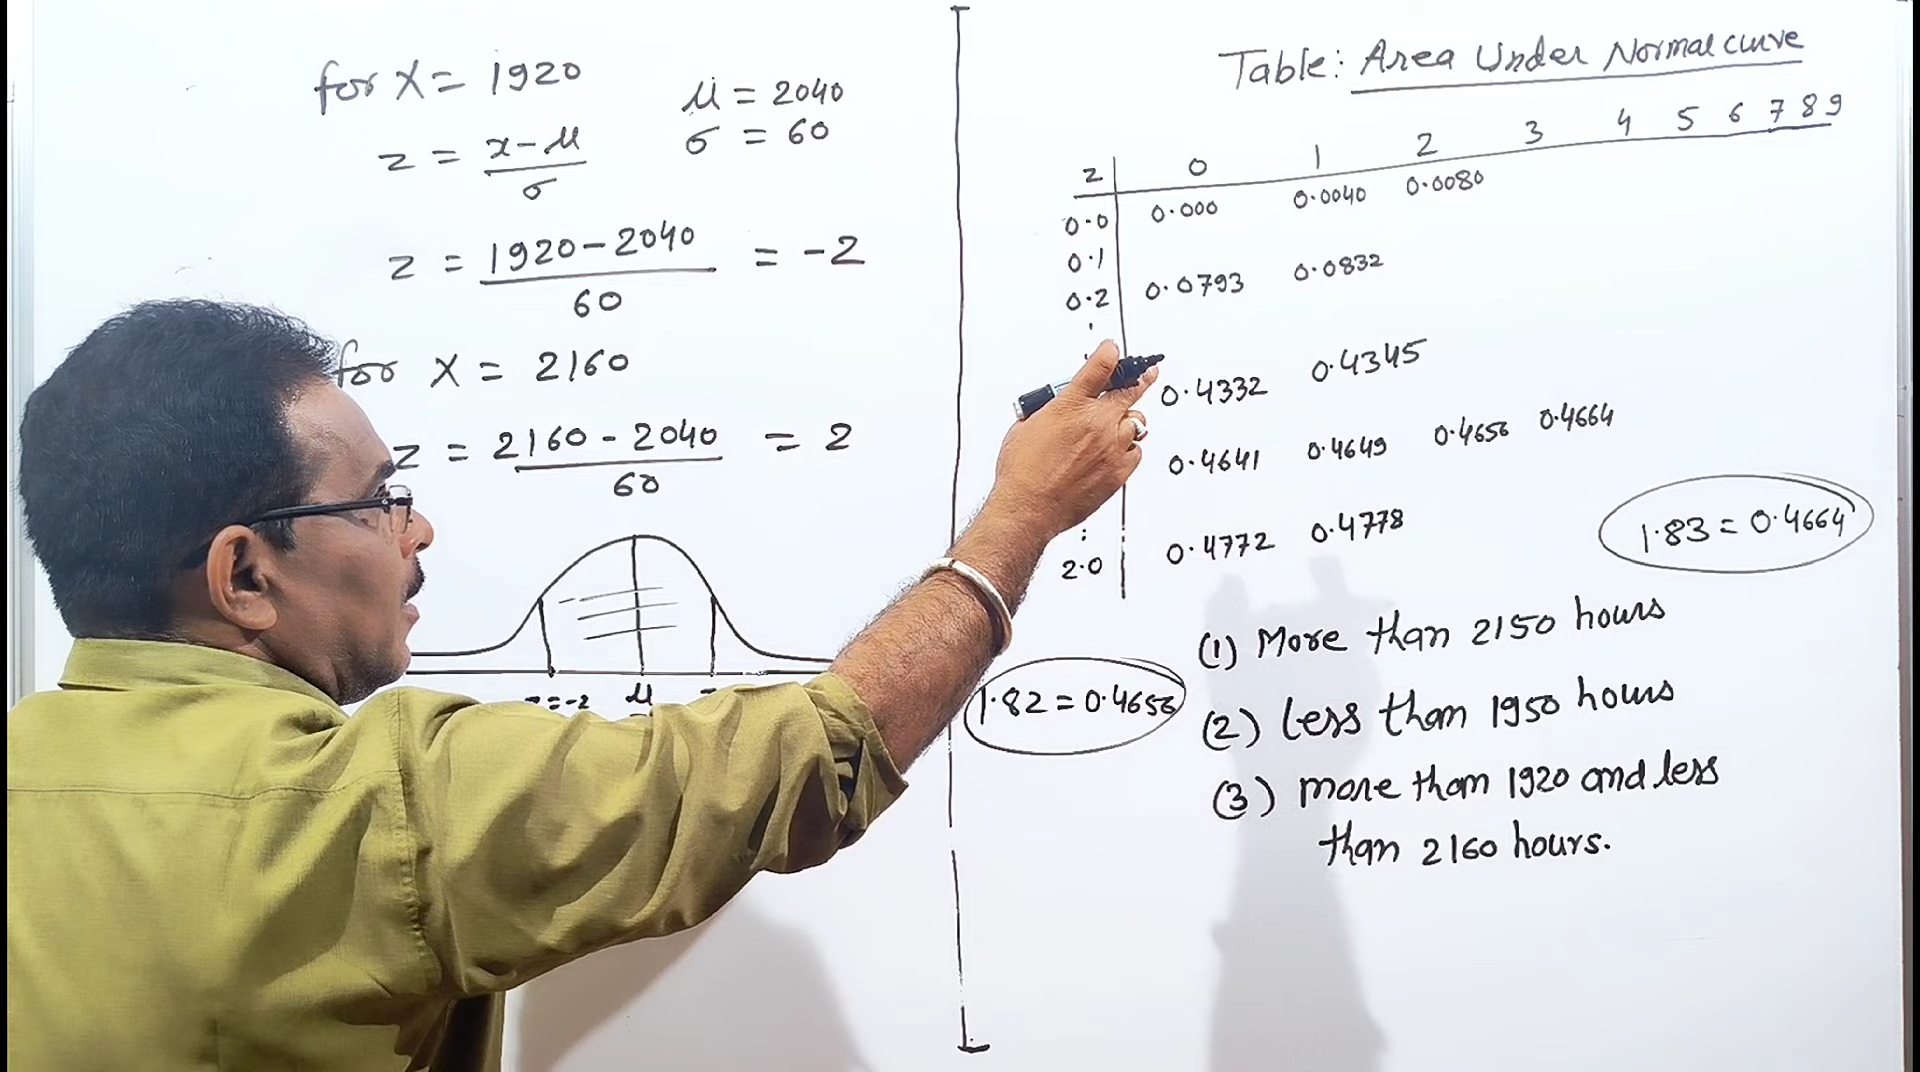 for X = 1920
μ = 2040
σ = 60
z = x-μ / σ
z = 1920-2040 / 60 = -2
for X = 2160
z = 2160-2040 / 60 = 2
z=-2 μ
Table: Area Under Normal curve
z 0 1 2 3 4 5 6 7 8 9
0.0 0.000 0.0040 0.0080
0.1
0.2 0.0793 0.0832
0.4332 0.4345
0.4641 0.4649 0.4656 0.4664
2.0 0.4772 0.4778
1.83 = 0.4664
1.82 = 0.4656
(1) More than 2150 hours
(2) less than 1950 hours
(3) more than 1920 and less
than 2160 hours.